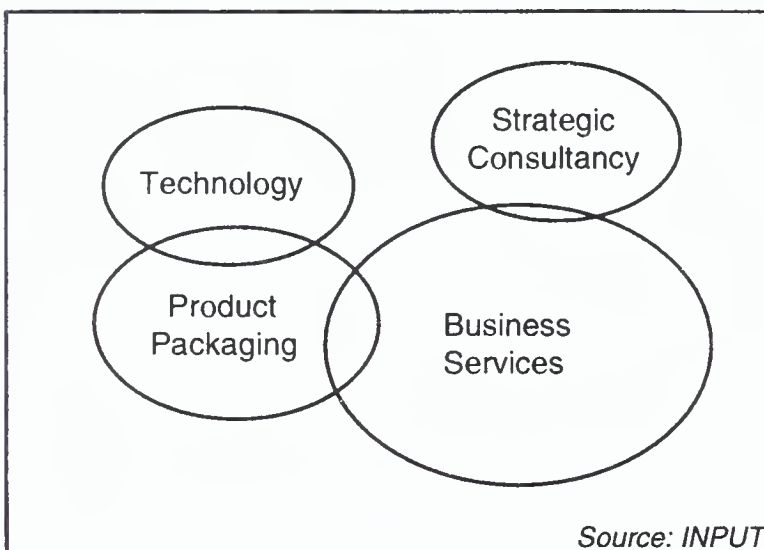 Strategic
Consultancy
Technology
Product
Packaging
Business
Services
Source: INPUT